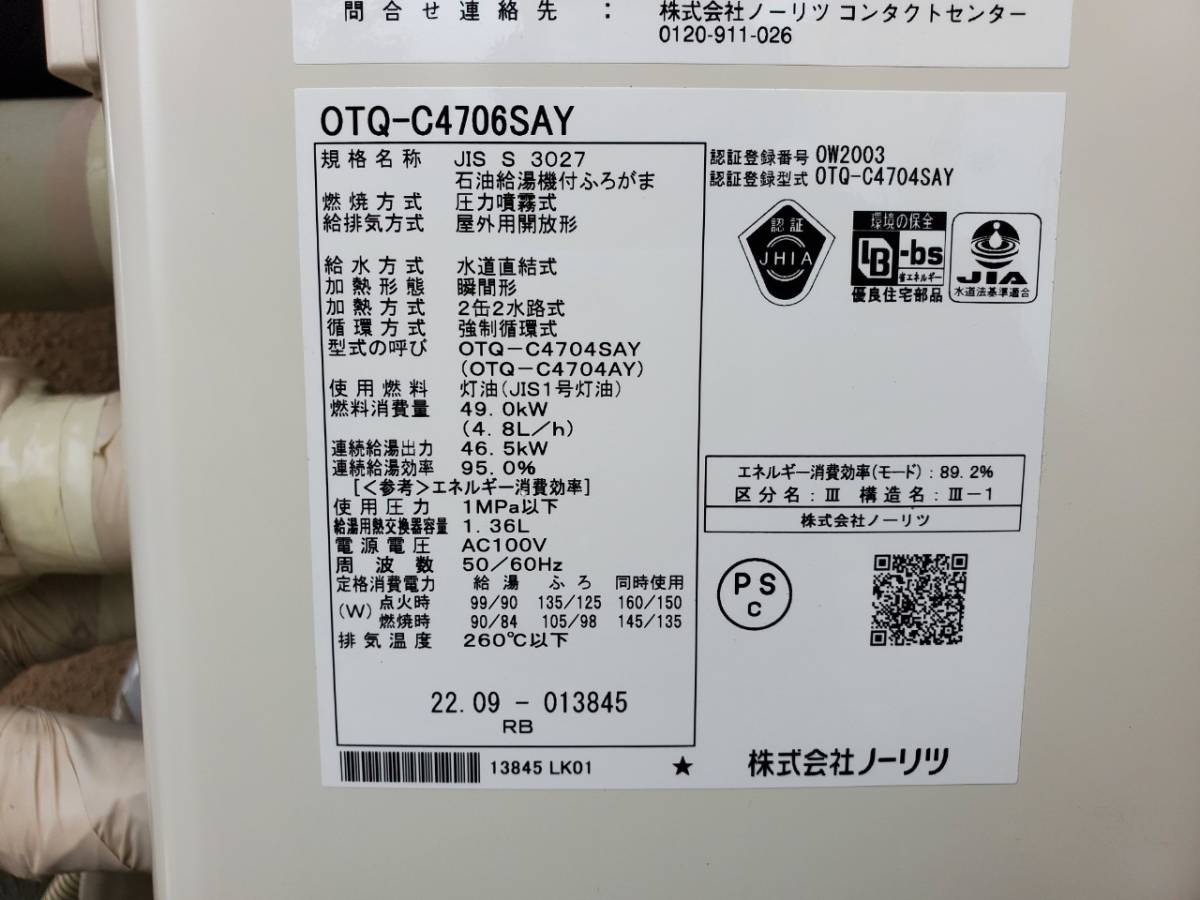 問合せ連絡先 : 株式会社ノーリツ コンタクトセンター
0120-911-026
OTQ-C4706SAY
規格名称 JIS S 3027
石油給湯機付ふろがま
燃焼方式 圧力噴霧式
給排気方式 屋外用開放形
給水方式 水道直結式
加熱形態 瞬間形
加熱方式 2缶2水路式
循環方式 強制循環式
型式の呼び OTQ-C4704SAY
(OTQ-C4704AY)
使用燃料 灯油(JIS1号灯油)
燃料消費量 49.0kW
(4.8L/h)
連続給湯出力 46.5kW
連続給湯効率 95.0%
[<参考>エネルギー消費効率]
使用圧力 1MPa以下
給湯用熱交換器容量 1.36L
電源電圧 AC100V
周波数 50/60Hz
定格消費電力 給湯 ふろ 同時使用
(W) 点火時 99/90 135/125 160/150
燃焼時 90/84 105/98 145/135
排気温度 260℃以下
22.09-013845
RB
13845 LK01 ★
認証登録番号 OW2003
認証登録型式 OTQ-C4704SAY
認証
JHIA
環境の保全
LB-bs
省エネルギー
優良住宅部品
JIA
水道法基準適合
エネルギー消費効率(モード):89.2%
区分名:Ⅲ 構造名:Ⅲ-1
株式会社ノーリツ
PS
C
株式会社ノーリツ